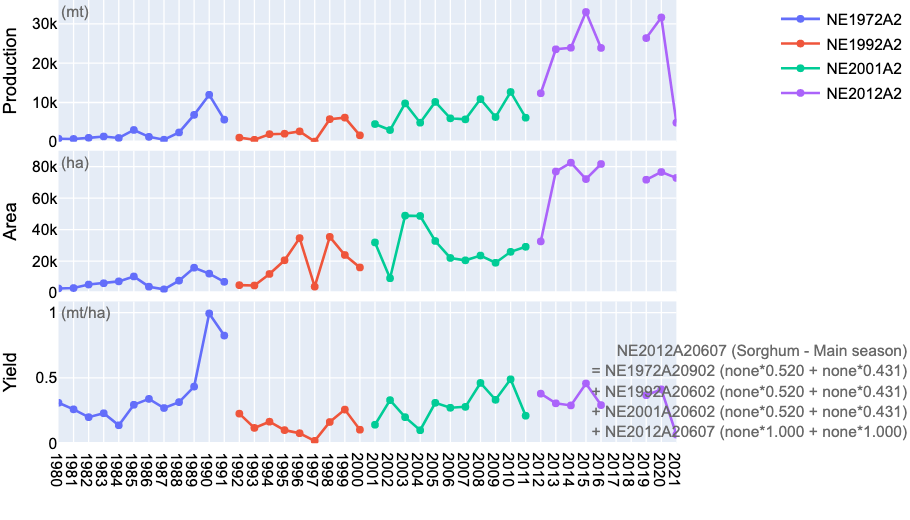 Production
(mt)
30k
20k
10k
0
NE1972A2
NE1992A2
NE2001A2
NE2012A2
Area
(ha)
80k
60k
40k
20k
0
Yield
(mt/ha)
1
0.5
0
NE2012A20607 (Sorghum - Main season)
= NE1972A20902 (none*0.520 + none*0.431)
+ NE1992A20602 (none*0.520 + none*0.431)
+ NE2001A20602 (none*0.520 + none*0.431)
+ NE2012A20607 (none*1.000 + none*1.000)
1980 1981 1982 1983 1984 1985 1986 1987 1988 1989 1990 1991 1992 1993 1994 1995 1996 1997 1998 1999 2000 2001 2002 2003 2004 2005 2006 2007 2008 2009 2010 2011 2012 2013 2014 2015 2016 2017 2018 2019 2020 2021